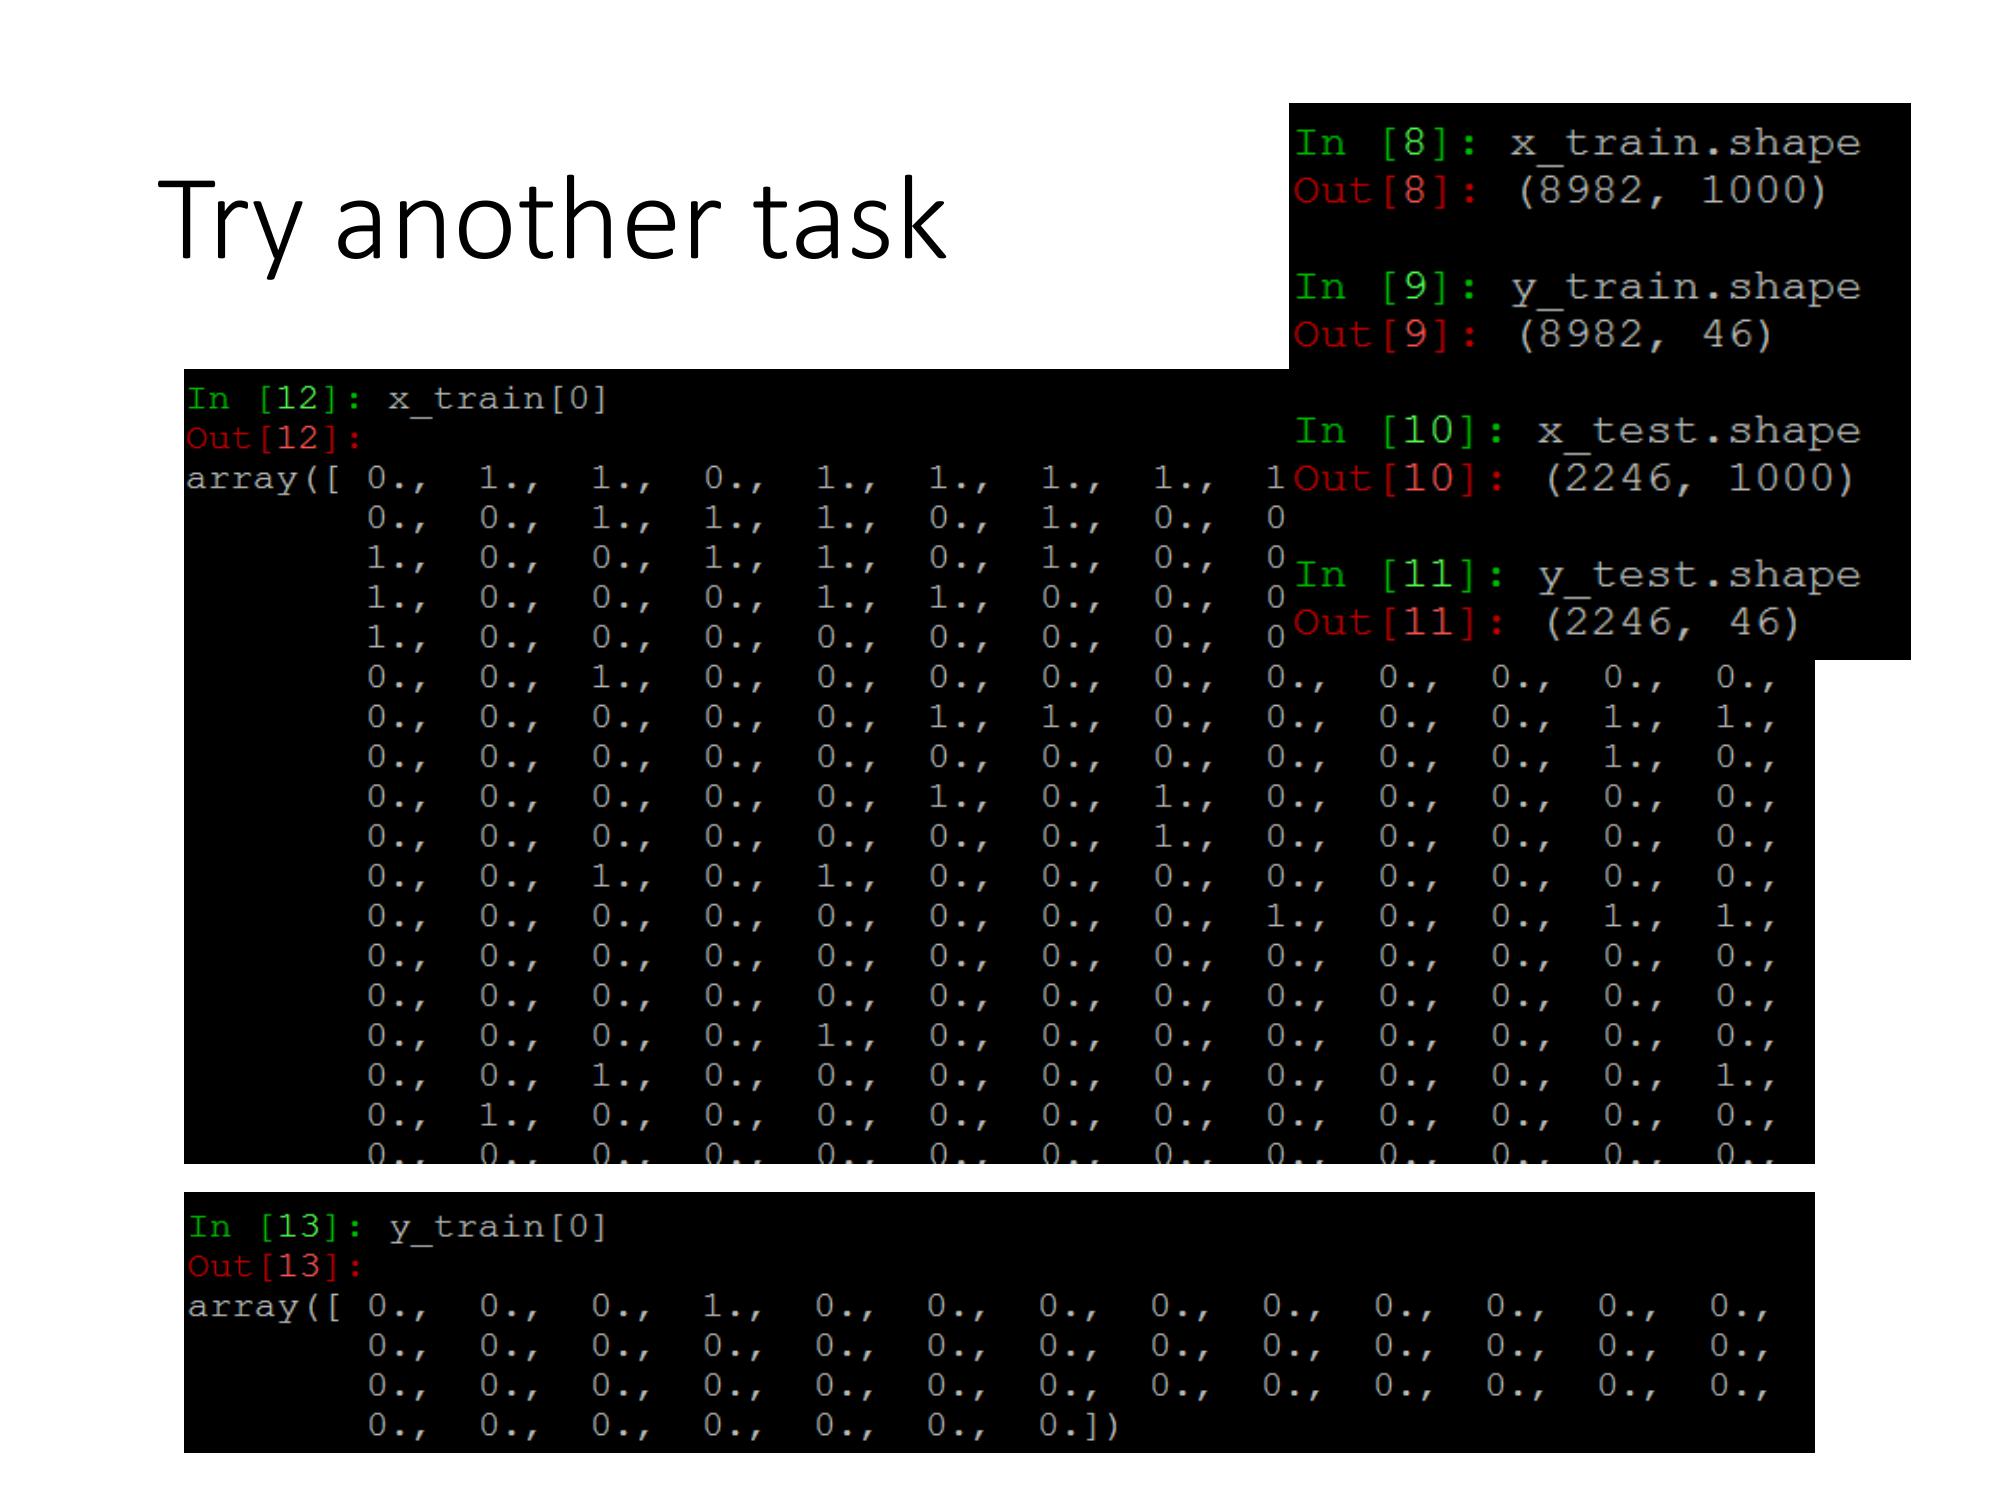 Try another task
In [8]: x_train.shape
Out[8]: (8982, 1000)
In [9]: y_train.shape
Out[9]: (8982, 46)
In [10]: x_test.shape
Out[10]: (2246, 1000)
In [11]: y_test.shape
Out[11]: (2246, 46)
In [12]: x_train[0]
Out[12]:
array([ 0., 1., 1., 0., 1., 1., 1., 1., 1
0., 0., 1., 1., 1., 0., 1., 0., 0
1., 0., 0., 1., 1., 0., 1., 0., 0
1., 0., 0., 0., 1., 1., 0., 0., 0
1., 0., 0., 0., 0., 0., 0., 0., 0
0., 0., 1., 0., 0., 0., 0., 0., 0., 0., 0., 0., 0.,
0., 0., 0., 0., 0., 1., 1., 0., 0., 0., 0., 1., 1.,
0., 0., 0., 0., 0., 0., 0., 0., 0., 0., 0., 1., 0.,
0., 0., 0., 0., 0., 1., 0., 1., 0., 0., 0., 0., 0.,
0., 0., 0., 0., 0., 0., 0., 1., 0., 0., 0., 0., 0.,
0., 0., 1., 0., 1., 0., 0., 0., 0., 0., 0., 0., 0.,
0., 0., 0., 0., 0., 0., 0., 0., 1., 0., 0., 1., 1.,
0., 0., 0., 0., 0., 0., 0., 0., 0., 0., 0., 0., 0.,
0., 0., 0., 0., 0., 0., 0., 0., 0., 0., 0., 0., 0.,
0., 0., 0., 0., 1., 0., 0., 0., 0., 0., 0., 0., 0.,
0., 0., 1., 0., 0., 0., 0., 0., 0., 0., 0., 0., 1.,
0., 1., 0., 0., 0., 0., 0., 0., 0., 0., 0., 0., 0.,
0., 0., 0., 0., 0., 0., 0., 0., 0., 0., 0., 0., 0.,
In [13]: y_train[0]
Out[13]:
array([ 0., 0., 0., 1., 0., 0., 0., 0., 0., 0., 0., 0., 0.,
0., 0., 0., 0., 0., 0., 0., 0., 0., 0., 0., 0., 0.,
0., 0., 0., 0., 0., 0., 0., 0., 0., 0., 0., 0., 0.,
0., 0., 0., 0., 0., 0., 0.])